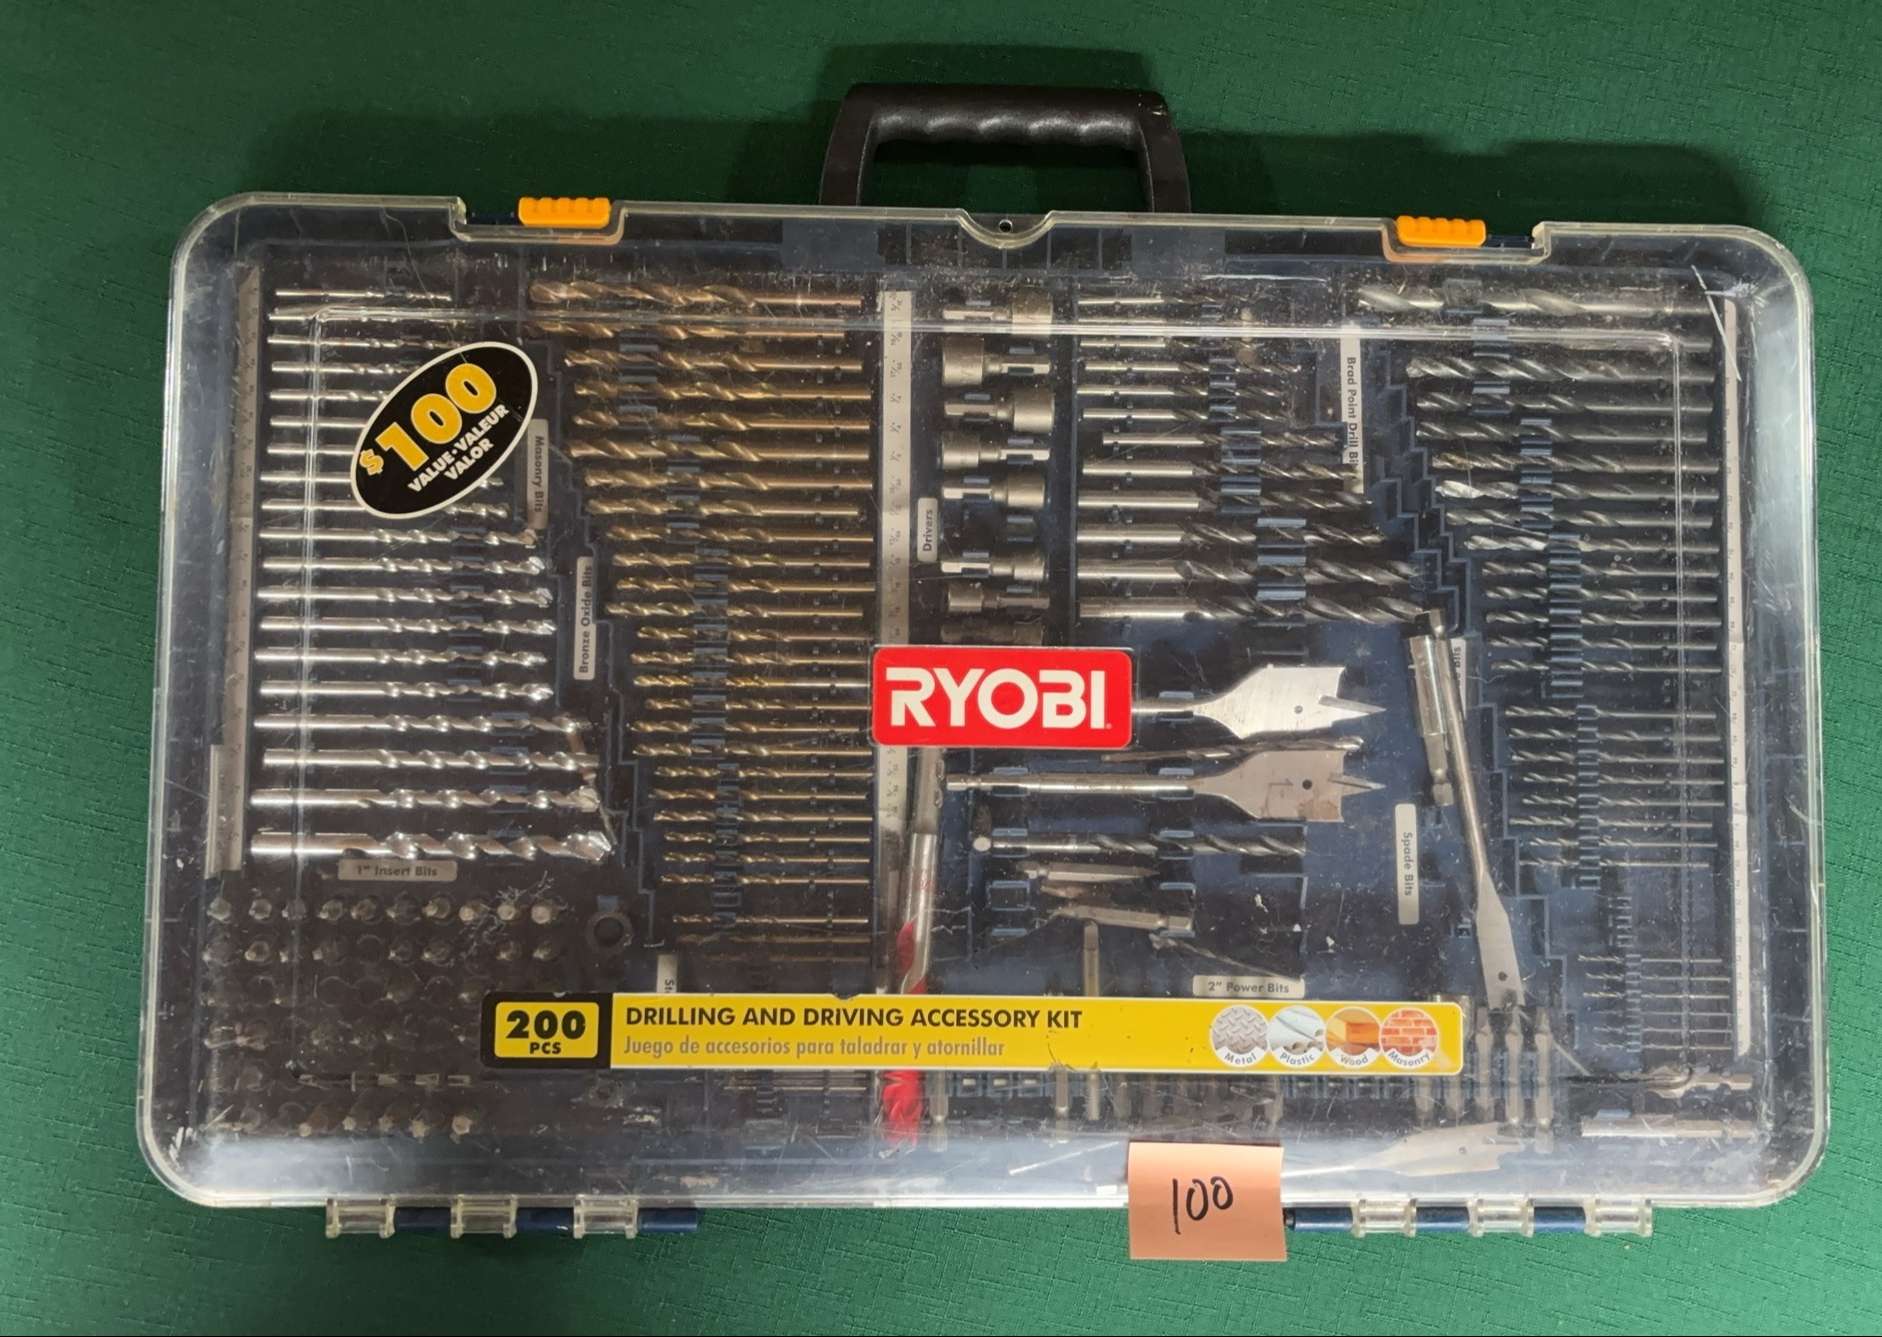 $100
VALUE·VALEUR
VALOR
Masonry Bits
Bronze Oxide Bits
Drivers
Brad Point Drill Bi
Bits
RYOBI
1" Insert Bits
Spade Bits
2" Power Bits
200
PCS
DRILLING AND DRIVING ACCESSORY KIT
Juego de accesorios para taladrar y atornillar
Metal
Plastic
Wood
Masonry
100